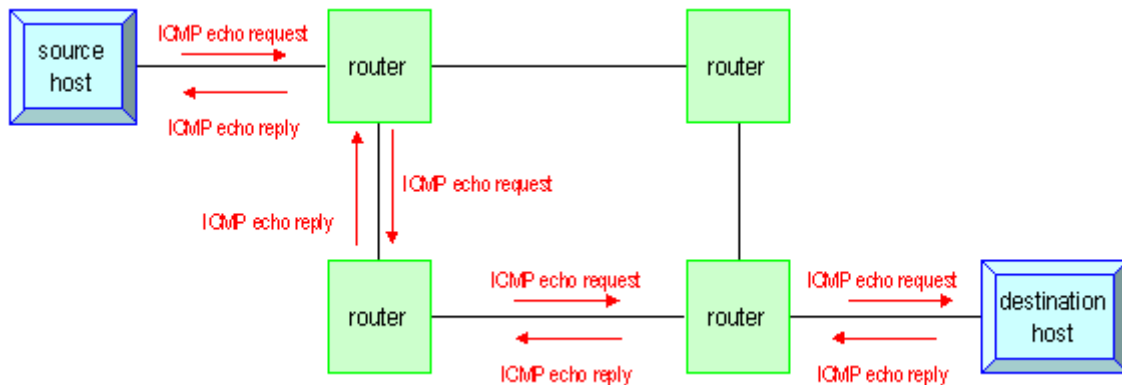 ICMP echo request
source
host
router
router
ICMP echo reply
ICMP echo request
ICMP echo reply
ICMP echo request
ICMP echo request
router
router
destination
host
ICMP echo reply
ICMP echo reply